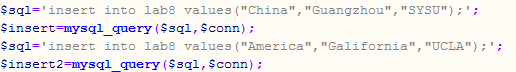 $sql='insert into lab8 values("China","Guangzhou","SYSU");';
$insert=mysql_query($sql,$conn);
$sql='insert into lab8 values("America","Galifornia","UCLA");';
$insert2=mysql_query($sql,$conn);